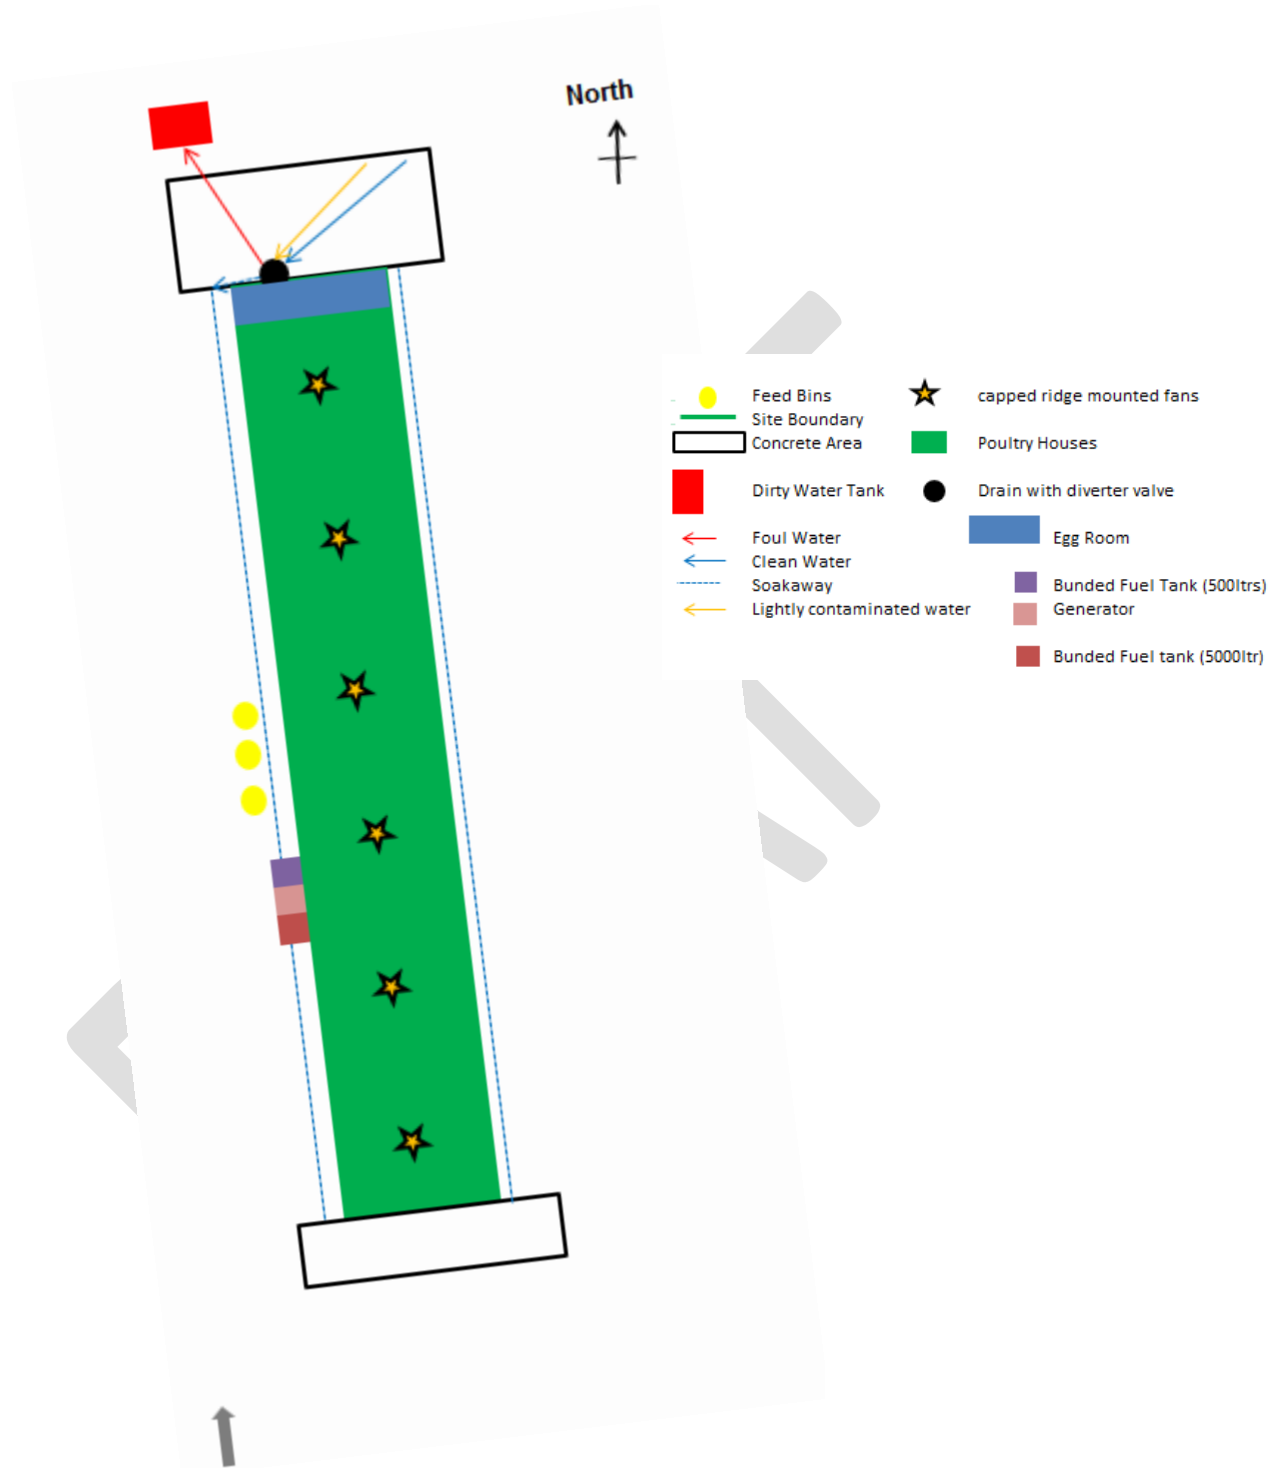 North
Feed Bins
capped ridge mounted fans
Site Boundary
Concrete Area
Poultry Houses
Dirty Water Tank
Drain with diverter valve
Foul Water
Egg Room
Clean Water
Soakaway
Bunded Fuel Tank (500ltrs)
Lightly contaminated water
Generator
Bunded Fuel tank (5000ltr)